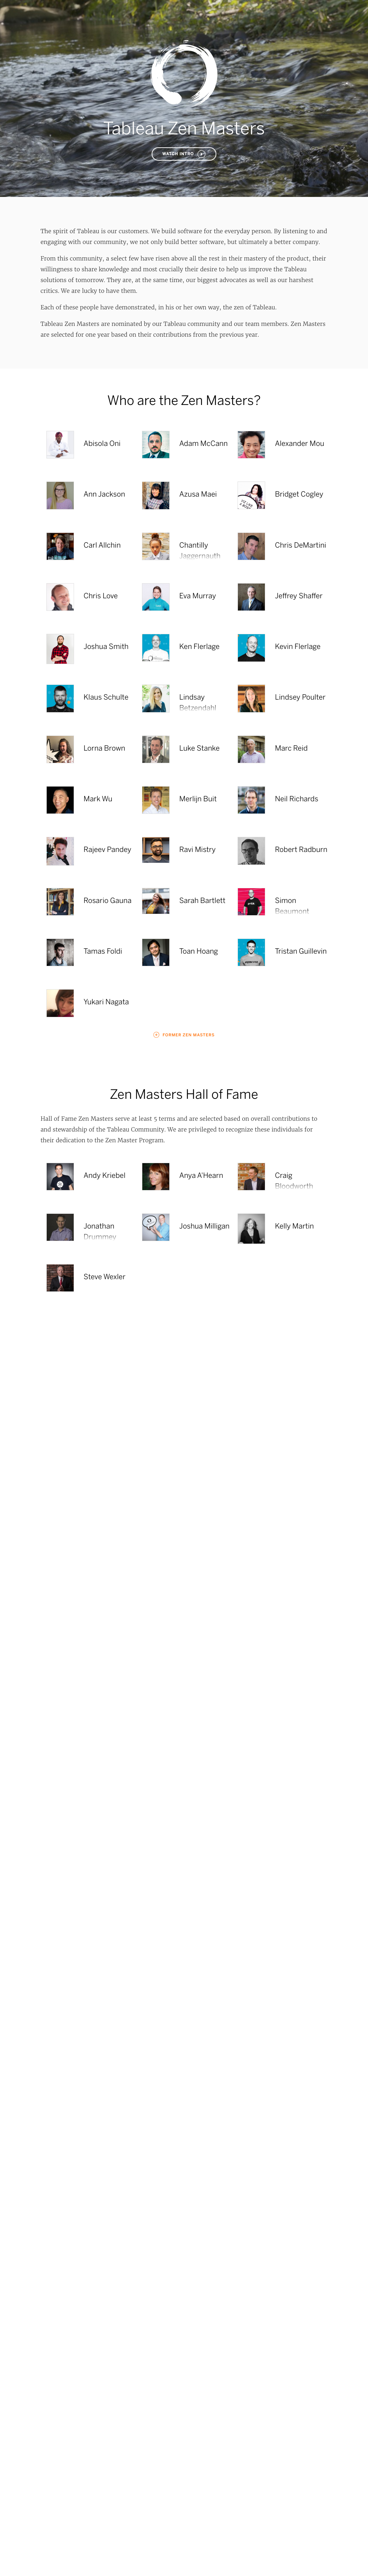 Tableau Zen Masters
WATCH INTRO
The spirit of Tableau is our customers. We build software for the everyday person. By listening to and
engaging with our community, we not only build better software, but ultimately a better company.
From this community, a select few have risen above all the rest in their mastery of the product, their
willingness to share knowledge and most crucially their desire to help us improve the Tableau
solutions of tomorrow. They are, at the same time, our biggest advocates as well as our harshest
critics. We are lucky to have them.
Each of these people have demonstrated, in his or her own way, the zen of Tableau.
Tableau Zen Masters are nominated by our Tableau community and our team members. Zen Masters
are selected for one year based on their contributions from the previous year.
Who are the Zen Masters?
Abisola Oni
Adam McCann
Alexander Mou
Ann Jackson
Azusa Maei
Bridget Cogley
Carl Allchin
Chantilly
Jaggernauth
Chris DeMartini
Chris Love
Eva Murray
Jeffrey Shaffer
Joshua Smith
Ken Flerlage
Kevin Flerlage
Klaus Schulte
Lindsay
Betzendahl
Lindsey Poulter
Lorna Brown
Luke Stanke
Marc Reid
Mark Wu
Merlijn Buit
Neil Richards
Rajeev Pandey
Ravi Mistry
Robert Radburn
Rosario Gauna
Sarah Bartlett
Simon
Beaumont
Tamas Foldi
Toan Hoang
Tristan Guillevin
Yukari Nagata
FORMER ZEN MASTERS
Zen Masters Hall of Fame
Hall of Fame Zen Masters serve at least 5 terms and are selected based on overall contributions to
and stewardship of the Tableau Community. We are privileged to recognize these individuals for
their dedication to the Zen Master Program.
Andy Kriebel
Anya A'Hearn
Craig
Bloodworth
Jonathan
Drummey
Joshua Milligan
Kelly Martin
Steve Wexler